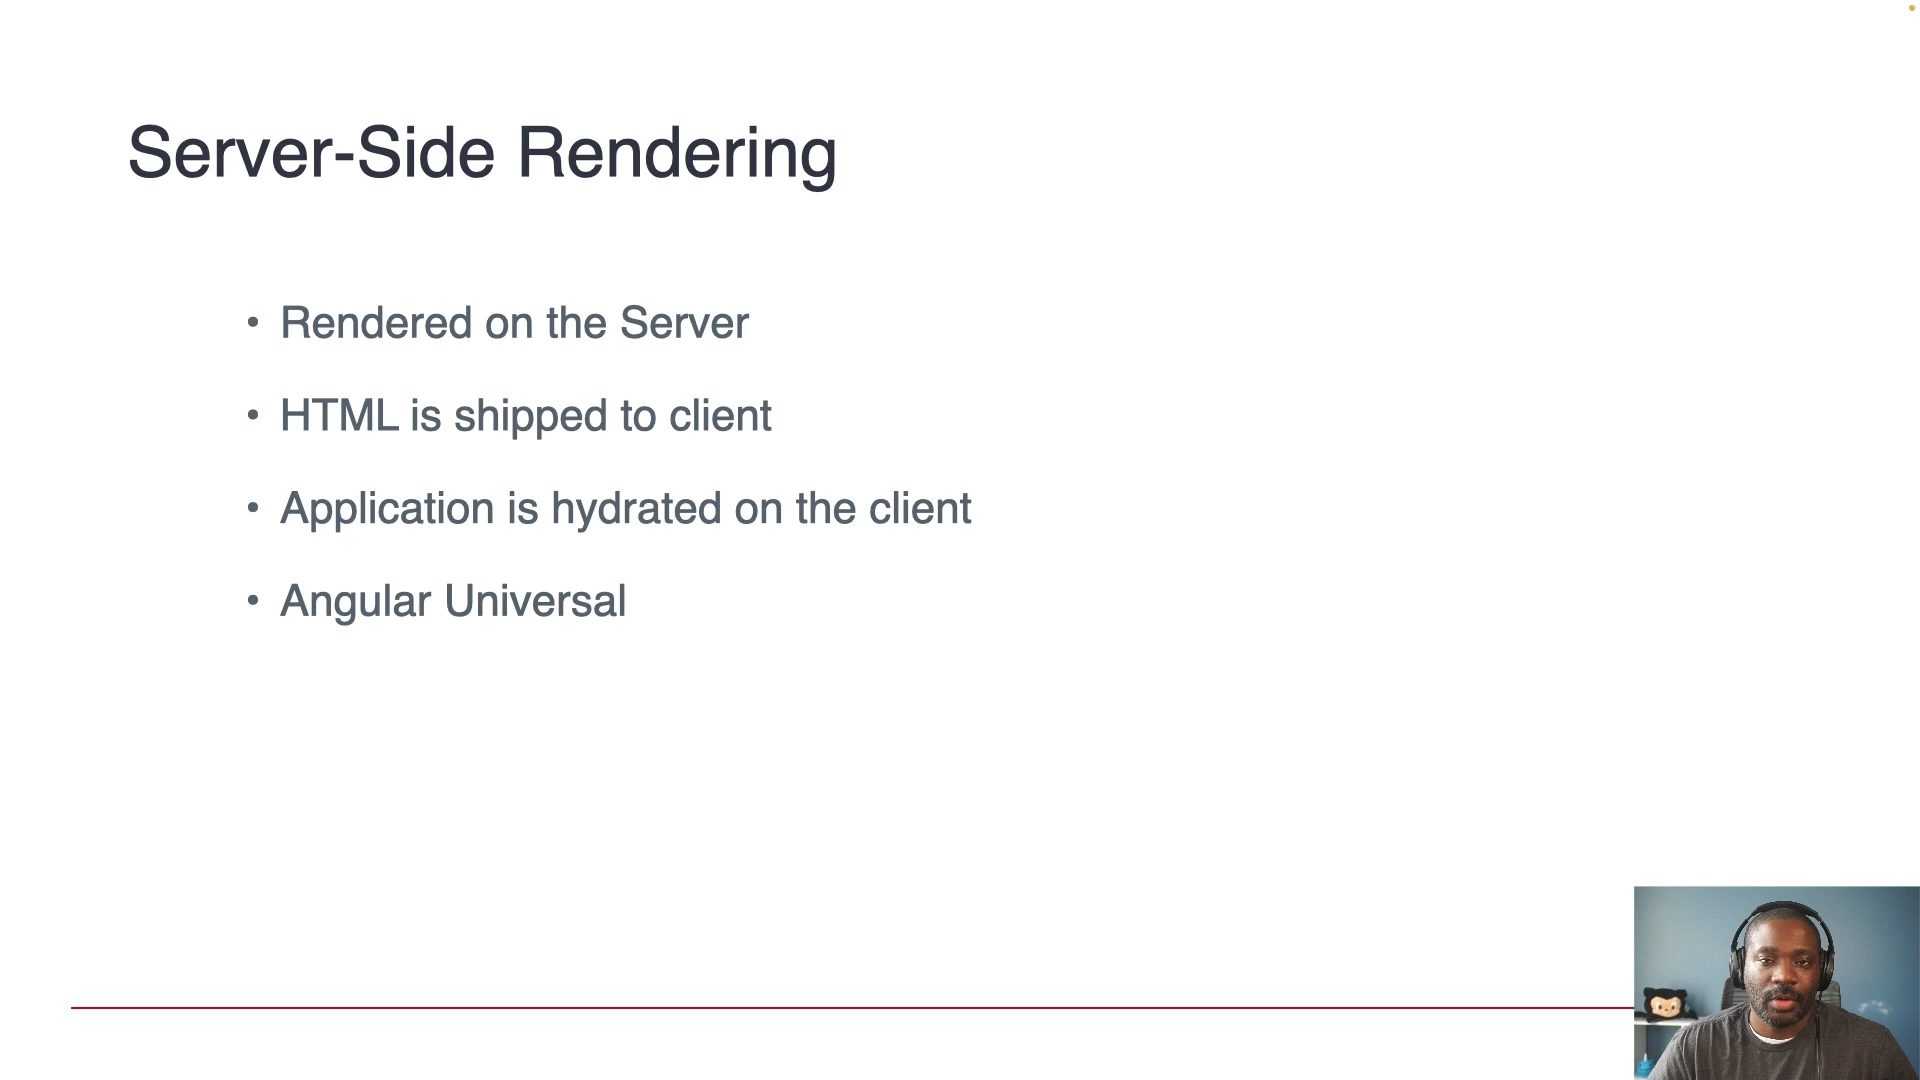 Server-Side Rendering
• Rendered on the Server
• HTML is shipped to client
• Application is hydrated on the client
• Angular Universal